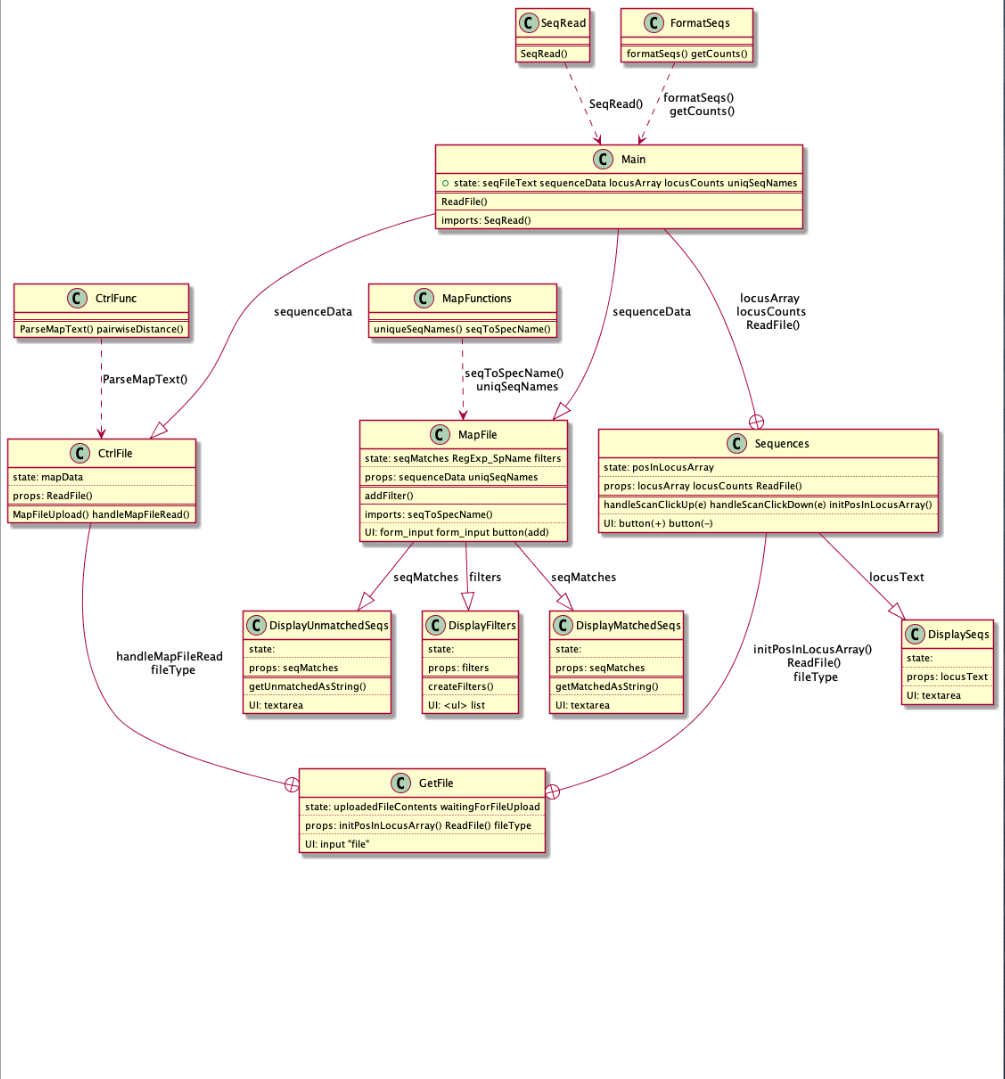 C SeqRead
SeqRead()
C FormatSeqs
formatSeqs() getCounts()
SeqRead()
formatSeqs()
getCounts()
C Main
state: seqFileText sequenceData locusArray locusCounts uniqSeqNames
ReadFile()
imports: SeqRead()
C CtrlFunc
ParseMapText() pairwiseDistance()
sequenceData
C MapFunctions
uniqueSeqNames() seqToSpecName()
sequenceData
locusArray
locusCounts
ReadFile()
ParseMapText()
seqToSpecName()
uniqSeqNames
C CtrlFile
state: mapData
props: ReadFile()
MapFileUpload() handleMapFileRead()
C MapFile
state: seqMatches RegExp_SpName filters
props: sequenceData uniqSeqNames
addFilter()
imports: seqToSpecName()
UI: form_input form_input button(add)
C Sequences
state: posInLocusArray
props: locusArray locusCounts ReadFile()
handleScanClickUp(e) handleScanClickDown(e) initPosInLocusArray()
UI: button(+) button(-)
seqMatches
filters
seqMatches
locusText
C DisplayUnmatchedSeqs
state:
props: seqMatches
getUnmatchedAsString()
UI: textarea
C DisplayFilters
state:
props: filters
createFilters()
UI: <ul> list
C DisplayMatchedSeqs
state:
props: seqMatches
getMatchedAsString()
UI: textarea
C DisplaySeqs
state:
props: locusText
UI: textarea
handleMapFileRead
fileType
initPosInLocusArray()
ReadFile()
fileType
C GetFile
state: uploadedFileContents waitingForFileUpload
props: initPosInLocusArray() ReadFile() fileType
UI: input "file"